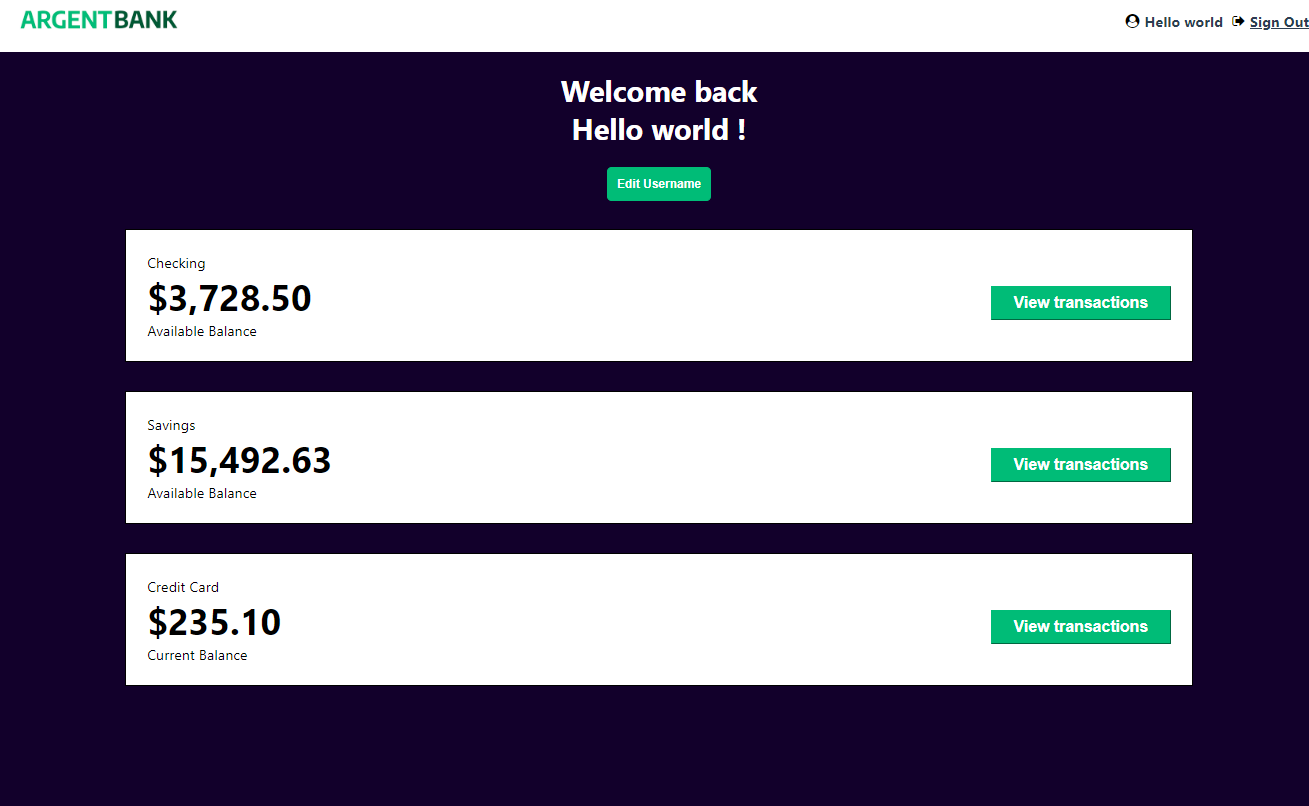 ARGENTBANK
Hello world Sign Out
Welcome back
Hello world !
Edit Username
Checking
$3,728.50
Available Balance
View transactions
Savings
$15,492.63
Available Balance
View transactions
Credit Card
$235.10
Current Balance
View transactions